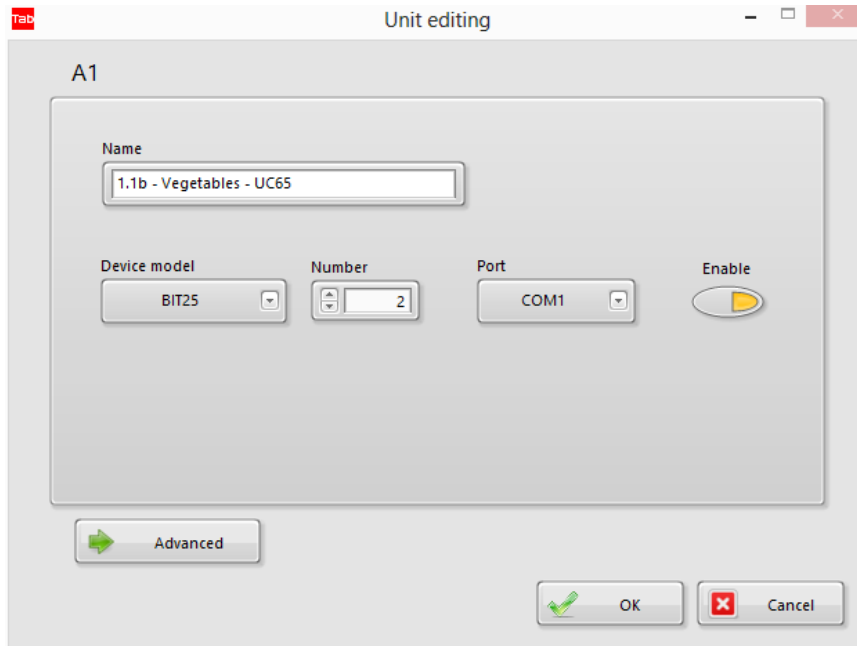 Tab
Unit editing
A1
Name
1.1b - Vegetables - UC65
Device model
Number
Port
Enable
BIT25
2
COM1
Advanced
OK
Cancel